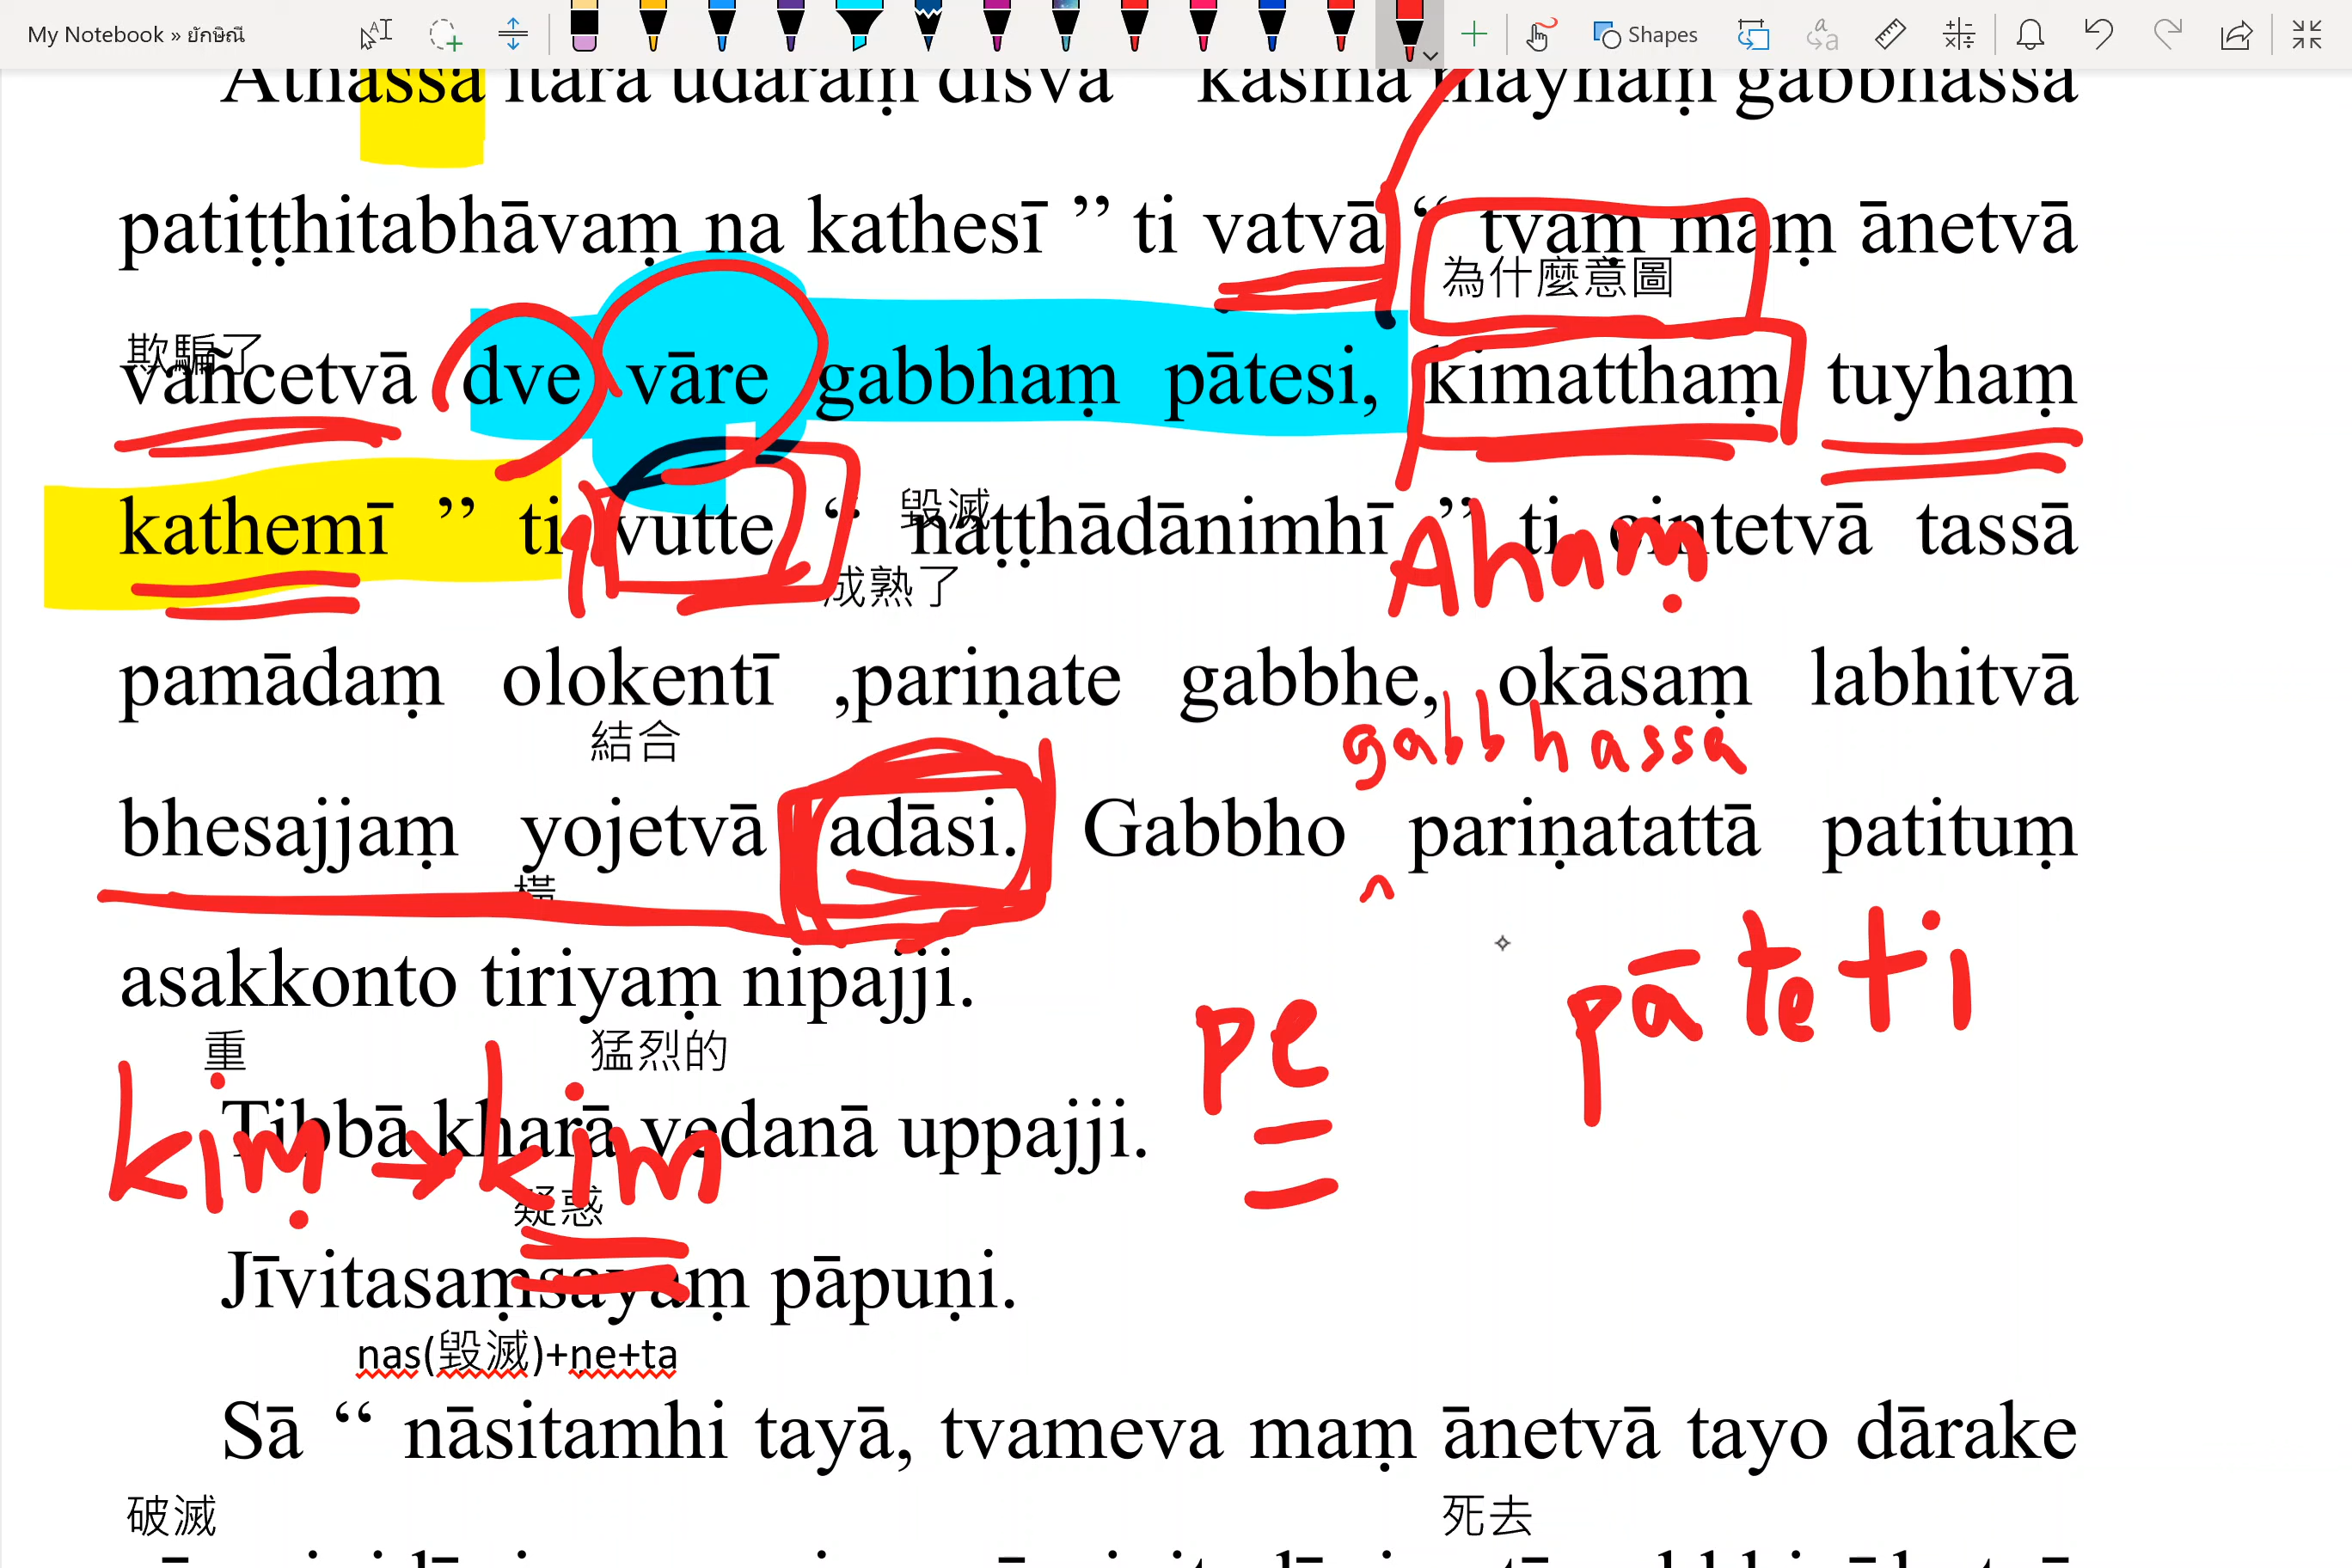 My Notebook » ยักษิณี
Shapes
Athassā itarā udaraṃ disvā kasmā mayhaṃ gabbhassa
patiṭṭhitabhāvaṃ na kathesī ” ti vatvā “ tvaṃ maṃ ānetvā
為什麼意圖
欺騙了
vañcetvā dve vāre gabbhaṃ pātesi, kimatthaṃ tuyhaṃ
毀滅
kathemī ” ti vutte “ naṭṭhādānimhī ” ti cintetvā tassā
Ahaṃ
成熟了
pamādaṃ olokentī ,pariṇate gabbhe, okāsaṃ labhitvā
結合
gabbhassa
bhesajjaṃ yojetvā adāsi. Gabbho pariṇatattā patituṃ
^
橫
pāteti
asakkonto tiriyaṃ nipajji.
pe
重 猛烈的
Tibbā kharā vedanā uppajji.
kiṃ → kim
疑惑
Jīvitasaṃsayaṃ pāpuṇi.
nas(毀滅)+ṇe+ta
Sā “ nāsitamhi tayā, tvameva maṃ ānetvā tayo dārake
破滅 死去